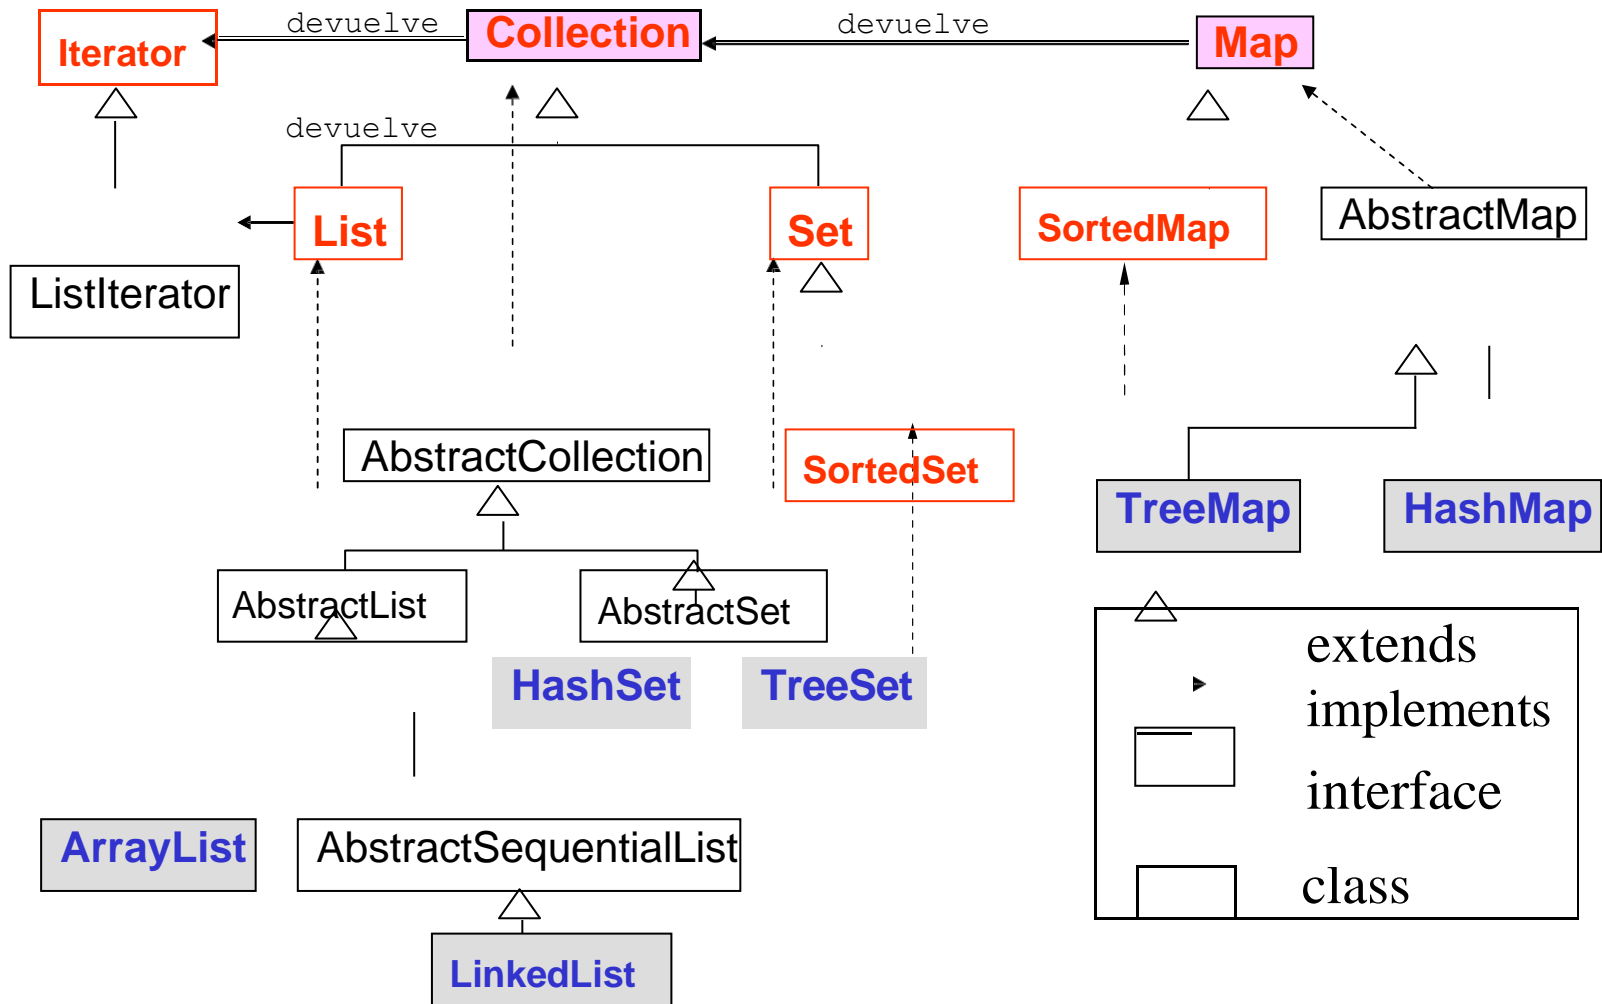 devuelve
Collection
devuelve
Map
Iterator
devuelve
List
Set
SortedMap
AbstractMap
ListIterator
AbstractCollection
SortedSet
TreeMap
HashMap
AbstractList
AbstractSet
HashSet
TreeSet
extends
implements
interface
class
ArrayList
AbstractSequentialList
LinkedList